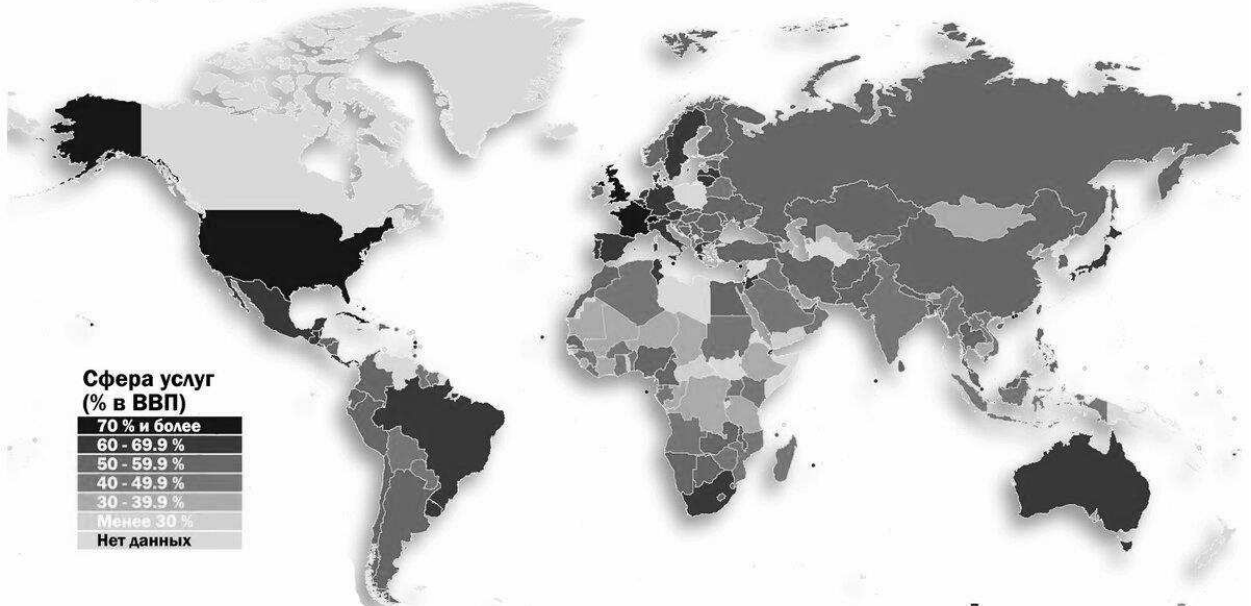 Сфера услуг
(% в ВВП)
70 % и более
60 - 69.9 %
50 - 59.9 %
40 - 49.9 %
30 - 39.9 %
Менее 30 %
Нет данных